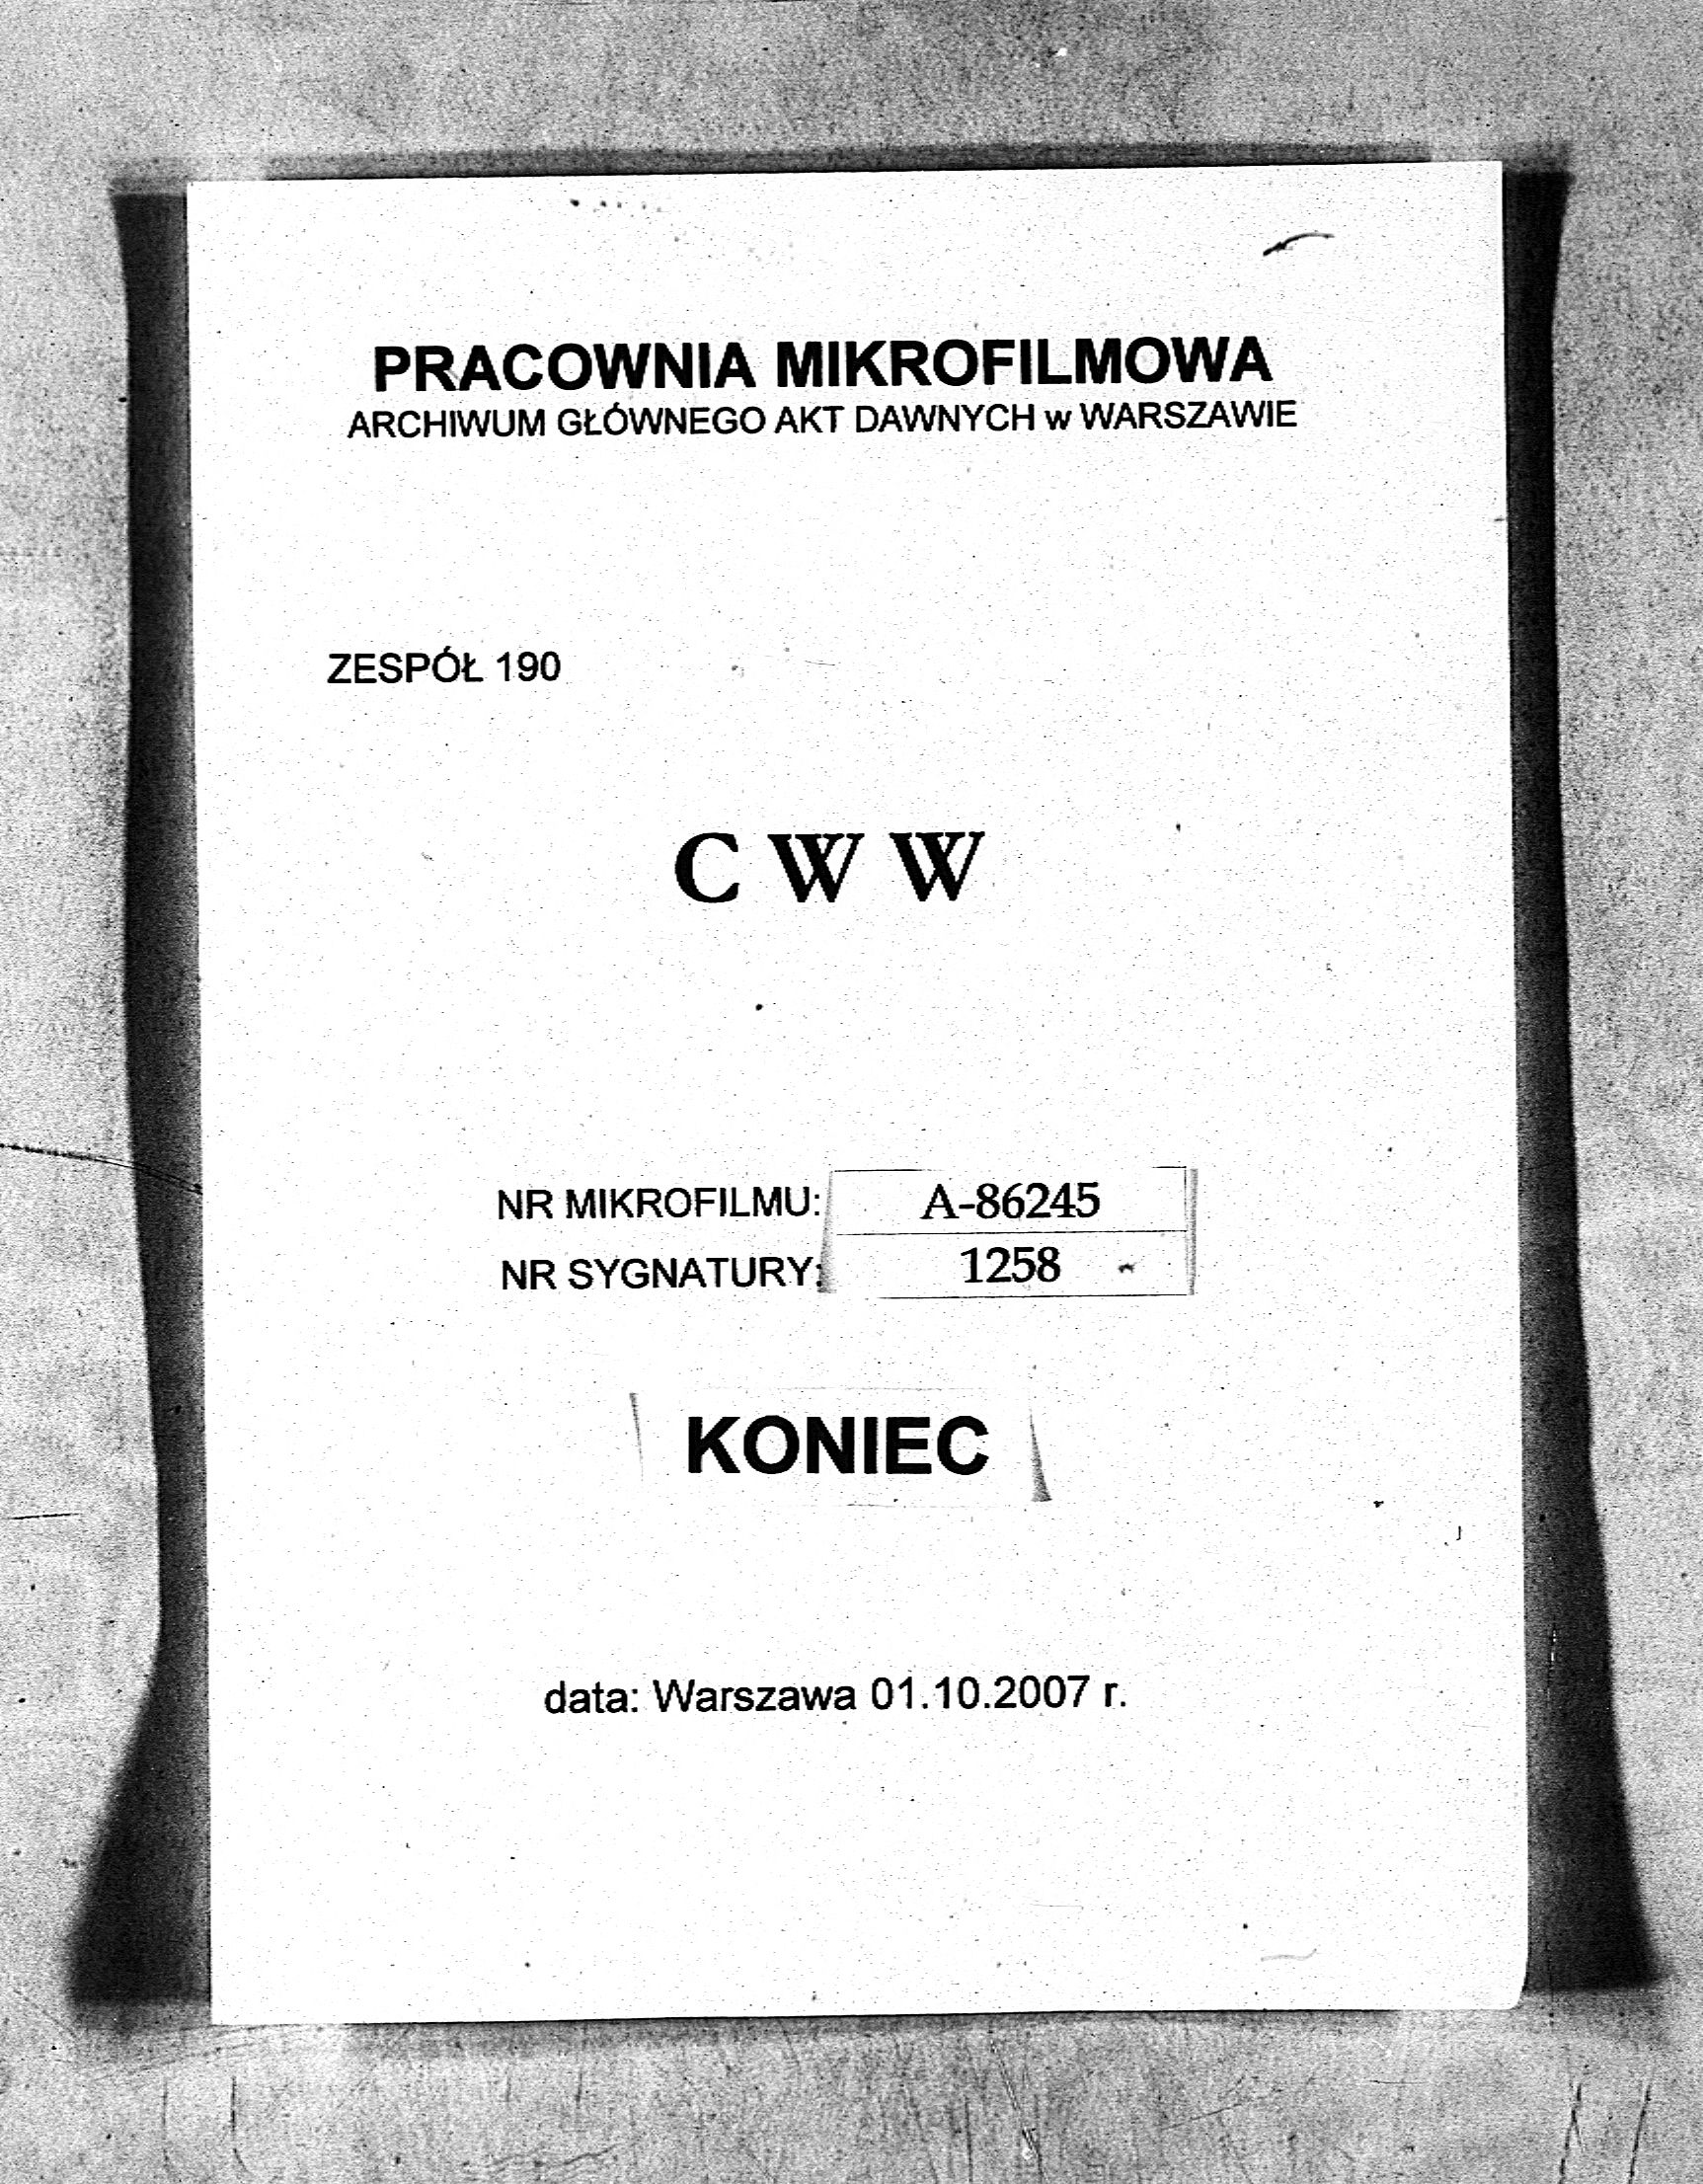 PRACOWNIA MIKROFILMOWA
ARCHIWUM GŁÓWNEGO AKT DAWNYCH w WARSZAWIE
ZESPÓŁ 190
C W W
NR MIKROFILMU: A-86245
NR SYGNATURY: 1258
KONIEC
data: Warszawa 01.10.2007 r.